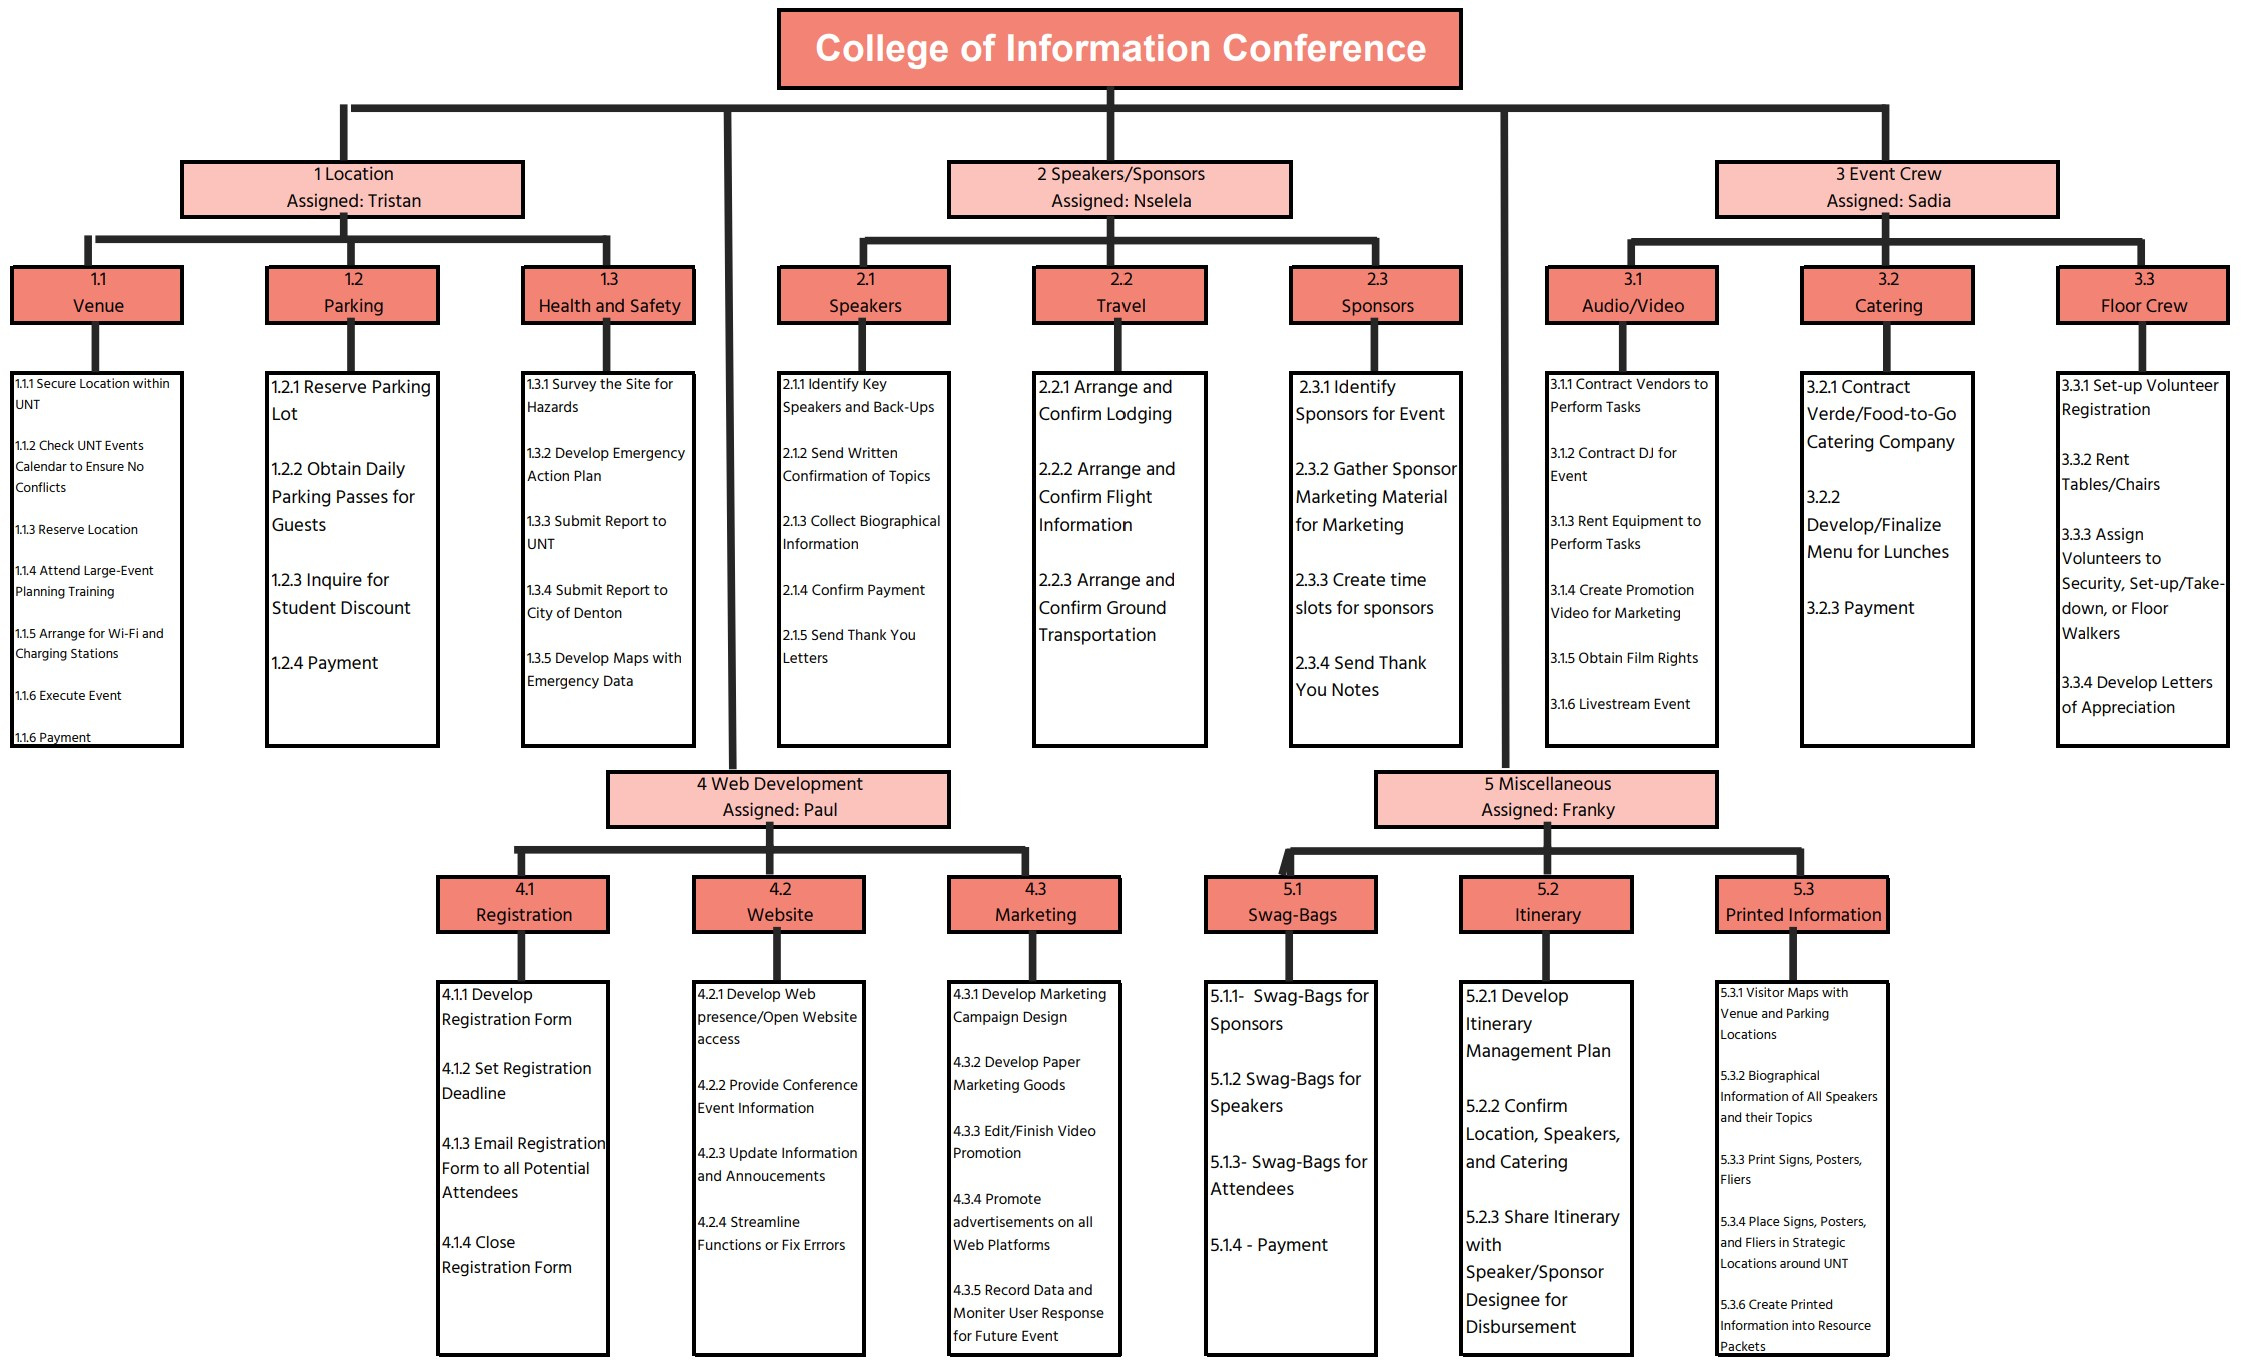 College of Information Conference
1 Location
Assigned: Tristan
2 Speakers/Sponsors
Assigned: Nselela
3 Event Crew
Assigned: Sadia
1.1
Venue
1.2
Parking
1.3
Health and Safety
2.1
Speakers
2.2
Travel
2.3
Sponsors
3.1
Audio/Video
3.2
Catering
3.3
Floor Crew
1.1.1 Secure Location within
UNT
1.1.2 Check UNT Events
Calendar to Ensure No
Conflicts
1.1.3 Reserve Location
1.1.4 Attend Large-Event
Planning Training
1.1.5 Arrange for Wi-Fi and
Charging Stations
1.1.6 Execute Event
1.1.6 Payment
1.2.1 Reserve Parking
Lot
1.2.2 Obtain Daily
Parking Passes for
Guests
1.2.3 Inquire for
Student Discount
1.2.4 Payment
1.3.1 Survey the Site for
Hazards
1.3.2 Develop Emergency
Action Plan
1.3.3 Submit Report to
UNT
1.3.4 Submit Report to
City of Denton
1.3.5 Develop Maps with
Emergency Data
2.1.1 Identify Key
Speakers and Back-Ups
2.1.2 Send Written
Confirmation of Topics
2.1.3 Collect Biographical
Information
2.1.4 Confirm Payment
2.1.5 Send Thank You
Letters
2.2.1 Arrange and
Confirm Lodging
2.2.2 Arrange and
Confirm Flight
Information
2.2.3 Arrange and
Confirm Ground
Transportation
2.3.1 Identify
Sponsors for Event
2.3.2 Gather Sponsor
Marketing Material
for Marketing
2.3.3 Create time
slots for sponsors
2.3.4 Send Thank
You Notes
3.1.1 Contract Vendors to
Perform Tasks
3.1.2 Contract DJ for
Event
3.1.3 Rent Equipment to
Perform Tasks
3.1.4 Create Promotion
Video for Marketing
3.1.5 Obtain Film Rights
3.1.6 Livestream Event
3.2.1 Contract
Verde/Food-to-Go
Catering Company
3.2.2
Develop/Finalize
Menu for Lunches
3.2.3 Payment
3.3.1 Set-up Volunteer
Registration
3.3.2 Rent
Tables/Chairs
3.3.3 Assign
Volunteers to
Security, Set-up/Take-
down, or Floor
Walkers
3.3.4 Develop Letters
of Appreciation
4 Web Development
Assigned: Paul
5 Miscellaneous
Assigned: Franky
4.1
Registration
4.2
Website
4.3
Marketing
5.1
Swag-Bags
5.2
Itinerary
5.3
Printed Information
4.1.1 Develop
Registration Form
4.1.2 Set Registration
Deadline
4.1.3 Email Registration
Form to all Potential
Attendees
4.1.4 Close
Registration Form
4.2.1 Develop Web
presence/Open Website
access
4.2.2 Provide Conference
Event Information
4.2.3 Update Information
and Annoucements
4.2.4 Streamline
Functions or Fix Errrors
4.3.1 Develop Marketing
Campaign Design
4.3.2 Develop Paper
Marketing Goods
4.3.3 Edit/Finish Video
Promotion
4.3.4 Promote
advertisements on all
Web Platforms
4.3.5 Record Data and
Moniter User Response
for Future Event
5.1.1- Swag-Bags for
Sponsors
5.1.2 Swag-Bags for
Speakers
5.1.3- Swag-Bags for
Attendees
5.1.4 - Payment
5.2.1 Develop
Itinerary
Management Plan
5.2.2 Confirm
Location, Speakers,
and Catering
5.2.3 Share Itinerary
with
Speaker/Sponsor
Designee for
Disbursement
5.3.1 Visitor Maps with
Venue and Parking
Locations
5.3.2 Biographical
Information of All Speakers
and their Topics
5.3.3 Print Signs, Posters,
Fliers
5.3.4 Place Signs, Posters,
and Fliers in Strategic
Locations around UNT
5.3.6 Create Printed
Information into Resource
Packets